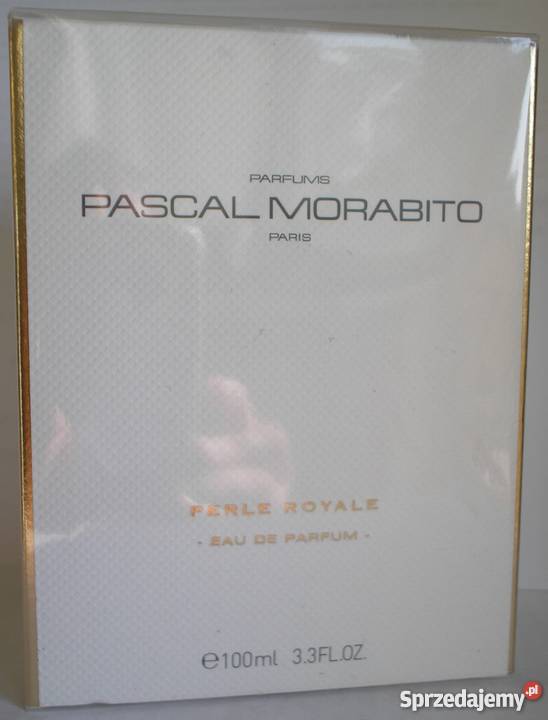 PARFUMS
PASCAL MORABITO
PARIS
PERLE ROYALE
- EAU DE PARFUM -
℮100ml 3.3FL.OZ.
Sprzedajemy.pl